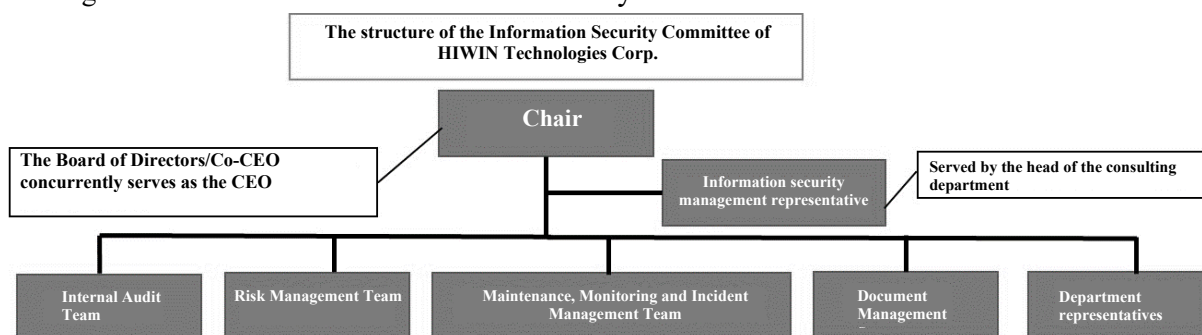 The structure of the Information Security Committee of
HIWIN Technologies Corp.
Chair
The Board of Directors/Co-CEO
concurrently serves as the CEO
Information security
management representative
Served by the head of the consulting
department
Internal Audit
Team
Risk Management Team
Maintenance, Monitoring and Incident
Management Team
Document
Management
Department
representatives